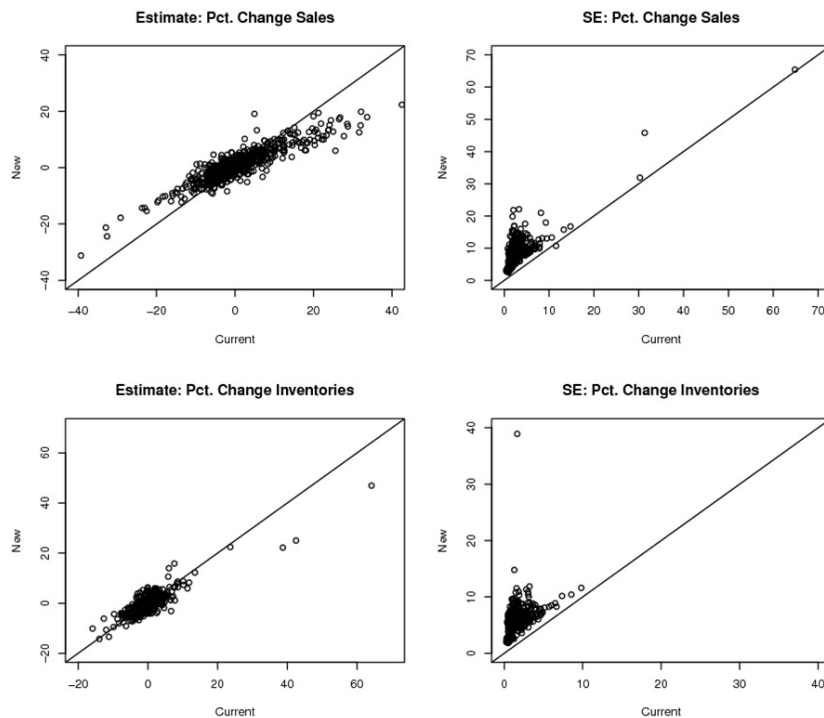 Estimate: Pct. Change Sales
40
20
0
−20
−40
New
−40 −20 0 20 40
Current
SE: Pct. Change Sales
70
60
50
40
30
20
10
0
New
0 10 20 30 40 50 60 70
Current
Estimate: Pct. Change Inventories
60
40
20
0
−20
New
−20 0 20 40 60
Current
SE: Pct. Change Inventories
40
30
20
10
0
New
0 10 20 30 40
Current